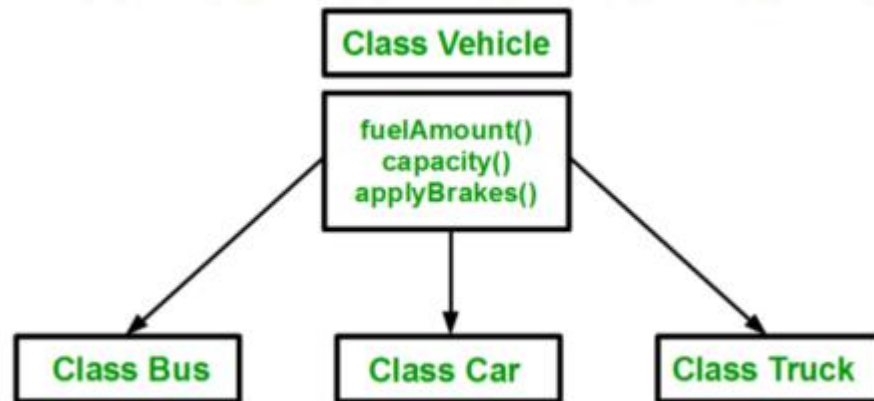 Class Vehicle
fuelAmount()
capacity()
applyBrakes()
Class Bus
Class Car
Class Truck